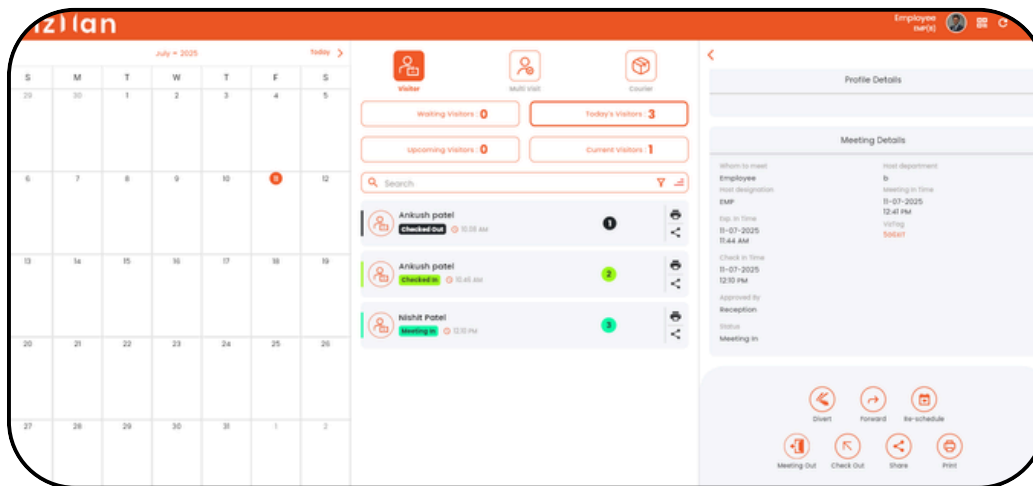 Employee
EMP(B)
July - 2025
Today
S M T W T F S
29 30 1 2 3 4 5
6 7 8 9 10 11 12
13 14 15 16 17 18 19
20 21 22 23 24 25 26
27 28 29 30 31 1 2
Visitor
Multi Visit
Courier
Waiting Visitors : 0
Today's Visitors : 3
Upcoming Visitors : 0
Current Visitors : 1
Search
Ankush patel
Checked Out 10:08 AM
1
Ankush patel
Checked In 10:45 AM
2
Nishit Patel
Meeting In 12:10 PM
3
Profile Details
Meeting Details
Whom to meet
Employee
Host designation
EMP
Exp. In Time
11-07-2025
11:44 AM
Check In Time
11-07-2025
12:10 PM
Approved By
Reception
Status
Meeting In
Host department
b
Meeting In Time
11-07-2025
12:41 PM
VizTag
Divert
Forward
Re-schedule
Meeting Out
Check Out
Share
Print